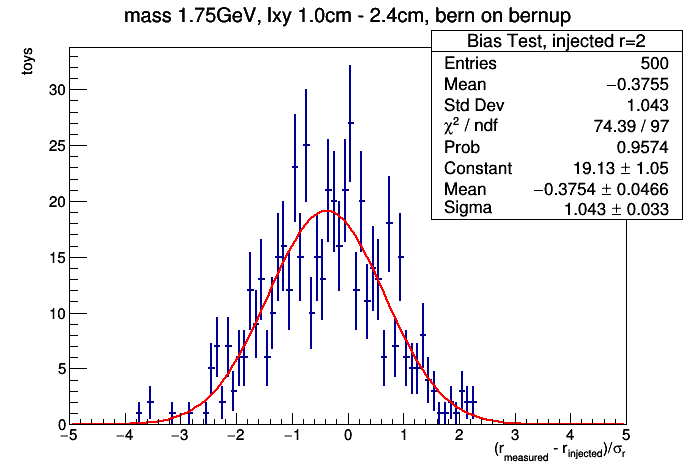 mass 1.75GeV, lxy 1.0cm - 2.4cm, bern on bernup
Bias Test, injected r=2
Entries 500
Mean −0.3755
Std Dev 1.043
χ² / ndf 74.39 / 97
Prob 0.9574
Constant 19.13 ± 1.05
Mean −0.3754 ± 0.0466
Sigma 1.043 ± 0.033
toys
30
25
20
15
10
5
0
−5 −4 −3 −2 −1 0 1 2 3 4 5
(r_measured - r_injected)/σ_r